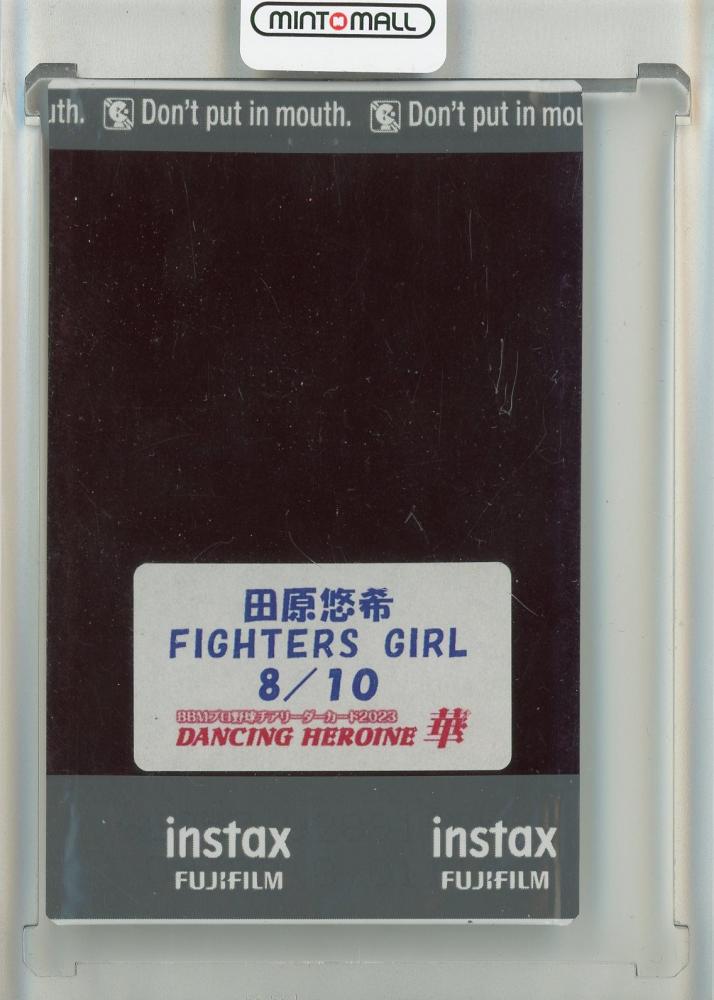 MINT MALL
uth. Don't put in mouth. Don't put in mou
田原悠希
FIGHTERS GIRL
8/10
BBMプロ野球チアリーダーカード2023
DANCING HEROINE 華
instax instax
FUJIFILM FUJIFILM